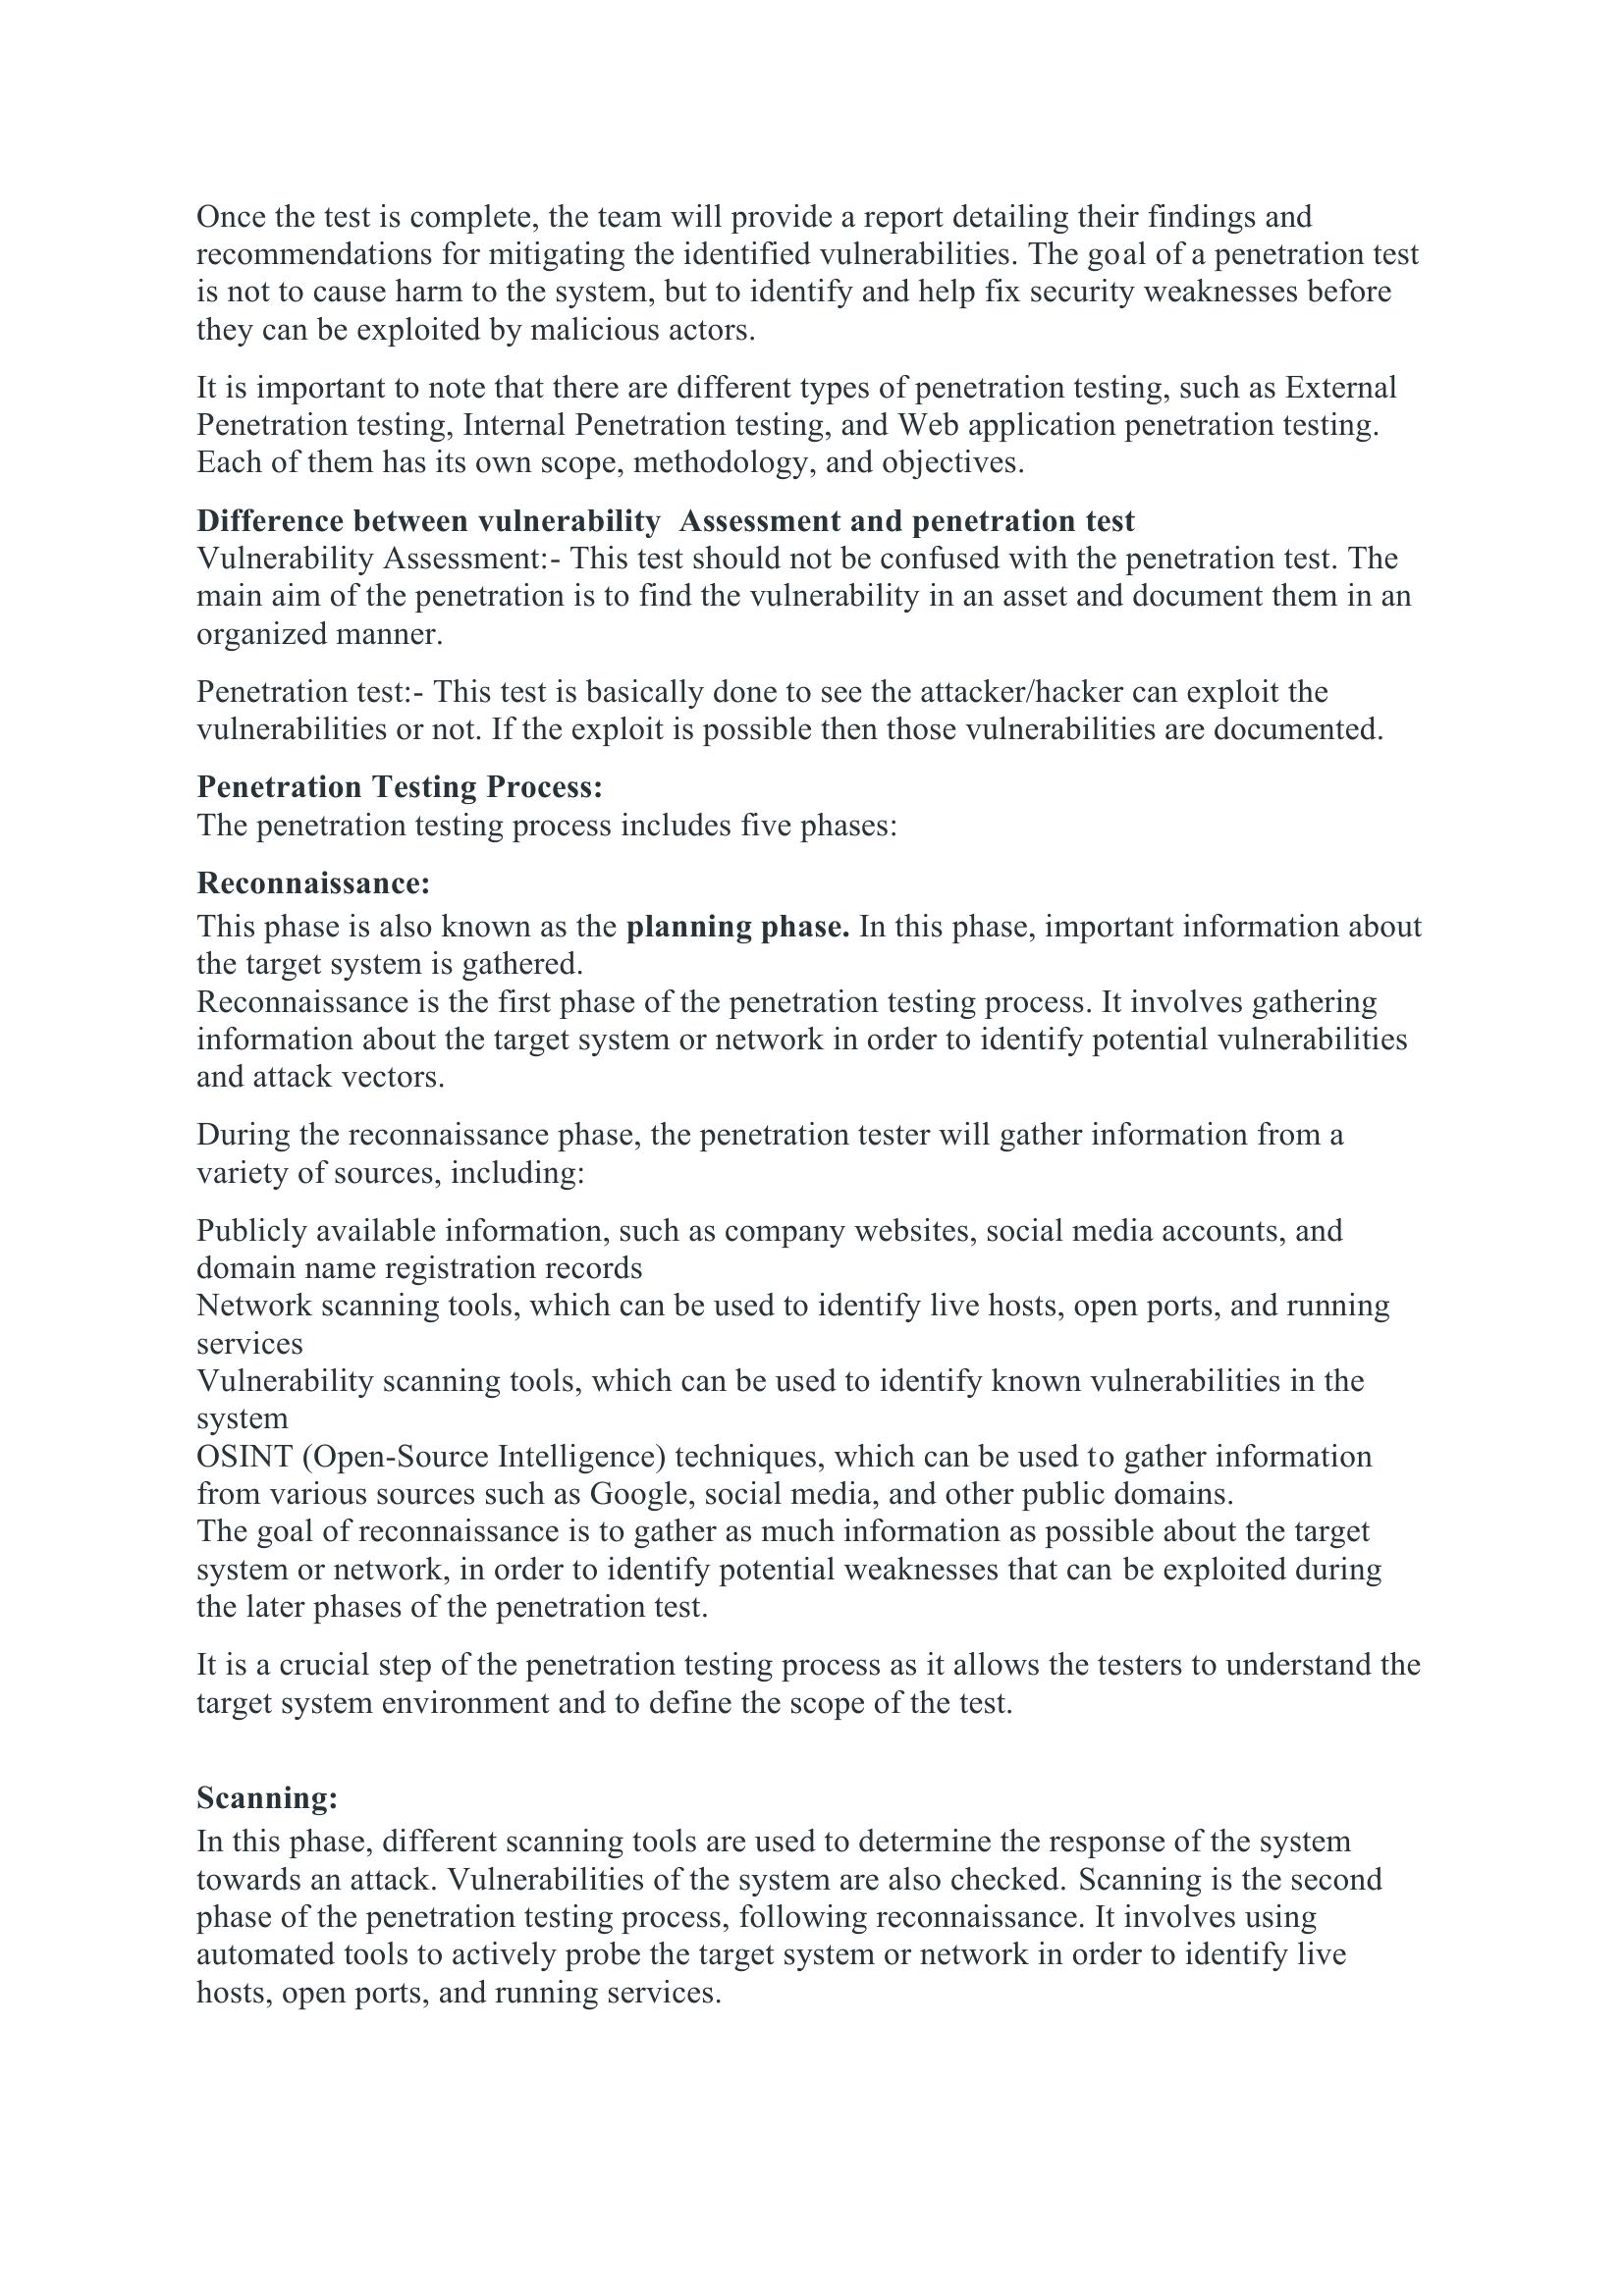 Once the test is complete, the team will provide a report detailing their findings and
recommendations for mitigating the identified vulnerabilities. The goal of a penetration test
is not to cause harm to the system, but to identify and help fix security weaknesses before
they can be exploited by malicious actors.
It is important to note that there are different types of penetration testing, such as External
Penetration testing, Internal Penetration testing, and Web application penetration testing.
Each of them has its own scope, methodology, and objectives.
Difference between vulnerability  Assessment and penetration test
Vulnerability Assessment:- This test should not be confused with the penetration test. The
main aim of the penetration is to find the vulnerability in an asset and document them in an
organized manner.
Penetration test:- This test is basically done to see the attacker/hacker can exploit the
vulnerabilities or not. If the exploit is possible then those vulnerabilities are documented.
Penetration Testing Process:
The penetration testing process includes five phases:
Reconnaissance:
This phase is also known as the planning phase. In this phase, important information about
the target system is gathered.
Reconnaissance is the first phase of the penetration testing process. It involves gathering
information about the target system or network in order to identify potential vulnerabilities
and attack vectors.
During the reconnaissance phase, the penetration tester will gather information from a
variety of sources, including:
Publicly available information, such as company websites, social media accounts, and
domain name registration records
Network scanning tools, which can be used to identify live hosts, open ports, and running
services
Vulnerability scanning tools, which can be used to identify known vulnerabilities in the
system
OSINT (Open-Source Intelligence) techniques, which can be used to gather information
from various sources such as Google, social media, and other public domains.
The goal of reconnaissance is to gather as much information as possible about the target
system or network, in order to identify potential weaknesses that can be exploited during
the later phases of the penetration test.
It is a crucial step of the penetration testing process as it allows the testers to understand the
target system environment and to define the scope of the test.
Scanning:
In this phase, different scanning tools are used to determine the response of the system
towards an attack. Vulnerabilities of the system are also checked. Scanning is the second
phase of the penetration testing process, following reconnaissance. It involves using
automated tools to actively probe the target system or network in order to identify live
hosts, open ports, and running services.